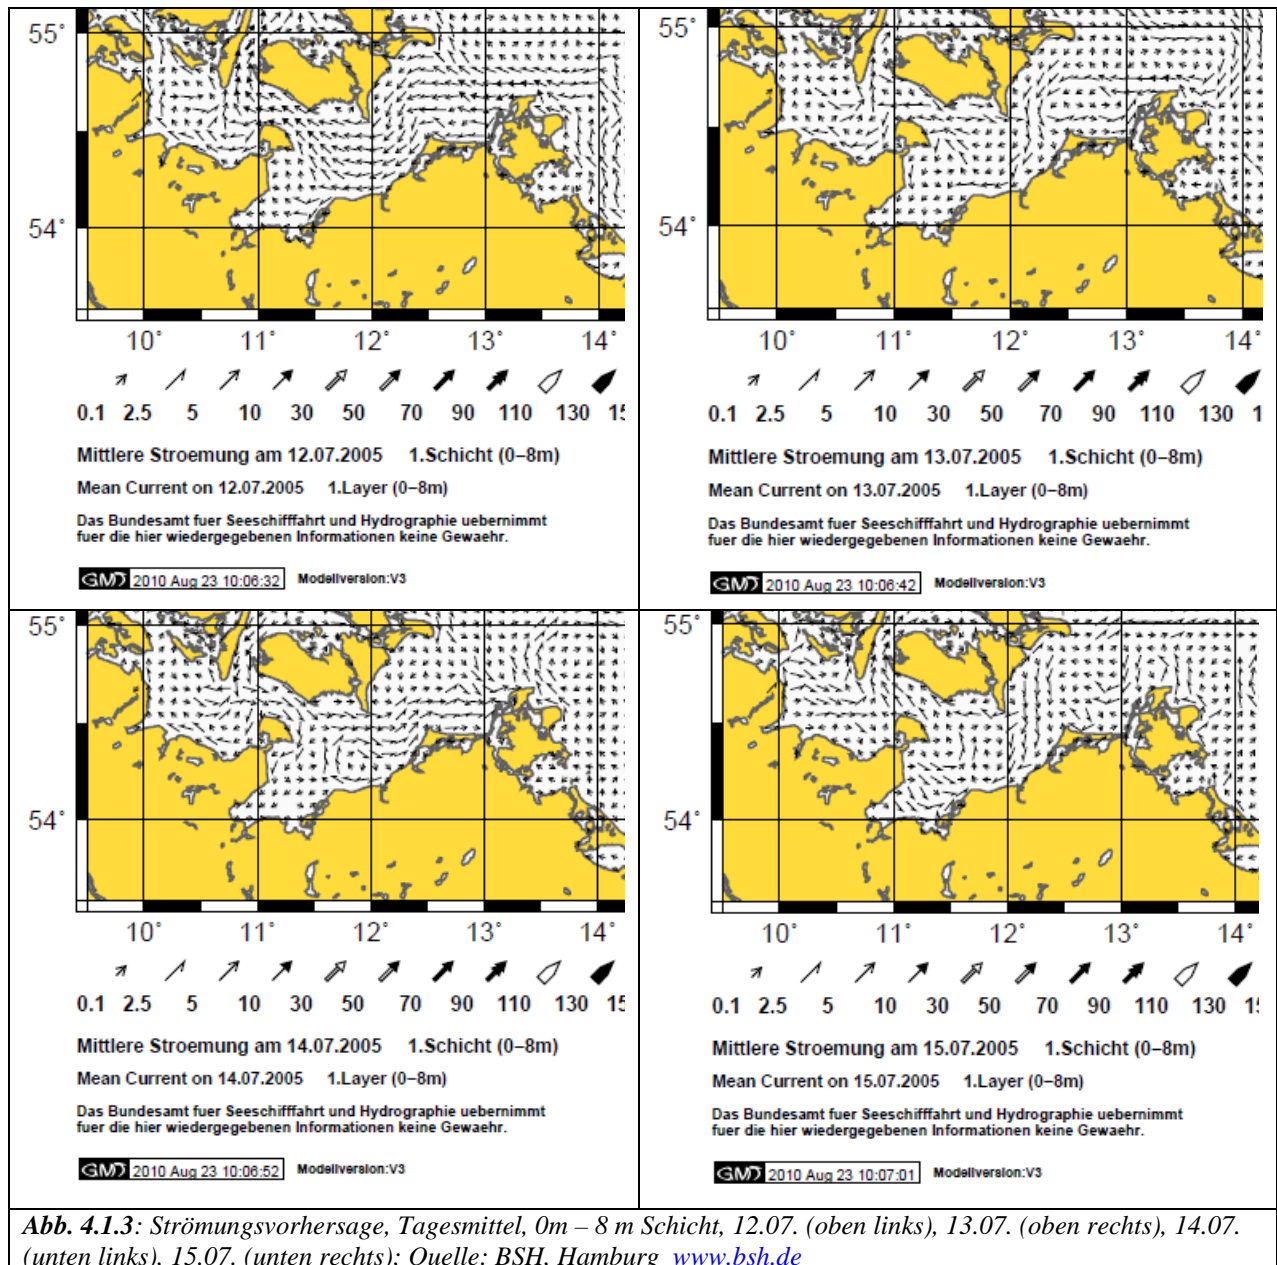 55°
54°
10° 11° 12° 13° 14°
0.1 2.5 5 10 30 50 70 90 110 130 15
Mittlere Stroemung am 12.07.2005 1.Schicht (0–8m)
Mean Current on 12.07.2005 1.Layer (0–8m)
Das Bundesamt fuer Seeschifffahrt und Hydrographie uebernimmt
fuer die hier wiedergegebenen Informationen keine Gewaehr.
GMT 2010 Aug 23 10:06:32 Modellversion:V3
55°
54°
10° 11° 12° 13° 14°
0.1 2.5 5 10 30 50 70 90 110 130 1
Mittlere Stroemung am 13.07.2005 1.Schicht (0–8m)
Mean Current on 13.07.2005 1.Layer (0–8m)
Das Bundesamt fuer Seeschifffahrt und Hydrographie uebernimmt
fuer die hier wiedergegebenen Informationen keine Gewaehr.
GMT 2010 Aug 23 10:06:42 Modellversion:V3
55°
54°
10° 11° 12° 13° 14°
0.1 2.5 5 10 30 50 70 90 110 130 15
Mittlere Stroemung am 14.07.2005 1.Schicht (0–8m)
Mean Current on 14.07.2005 1.Layer (0–8m)
Das Bundesamt fuer Seeschifffahrt und Hydrographie uebernimmt
fuer die hier wiedergegebenen Informationen keine Gewaehr.
GMT 2010 Aug 23 10:06:52 Modellversion:V3
55°
54°
10° 11° 12° 13° 14°
0.1 2.5 5 10 30 50 70 90 110 130 15
Mittlere Stroemung am 15.07.2005 1.Schicht (0–8m)
Mean Current on 15.07.2005 1.Layer (0–8m)
Das Bundesamt fuer Seeschifffahrt und Hydrographie uebernimmt
fuer die hier wiedergegebenen Informationen keine Gewaehr.
GMT 2010 Aug 23 10:07:01 Modellversion:V3
Abb. 4.1.3: Strömungsvorhersage, Tagesmittel, 0m – 8 m Schicht, 12.07. (oben links), 13.07. (oben rechts), 14.07.
(unten links), 15.07. (unten rechts); Quelle: BSH, Hamburg www.bsh.de